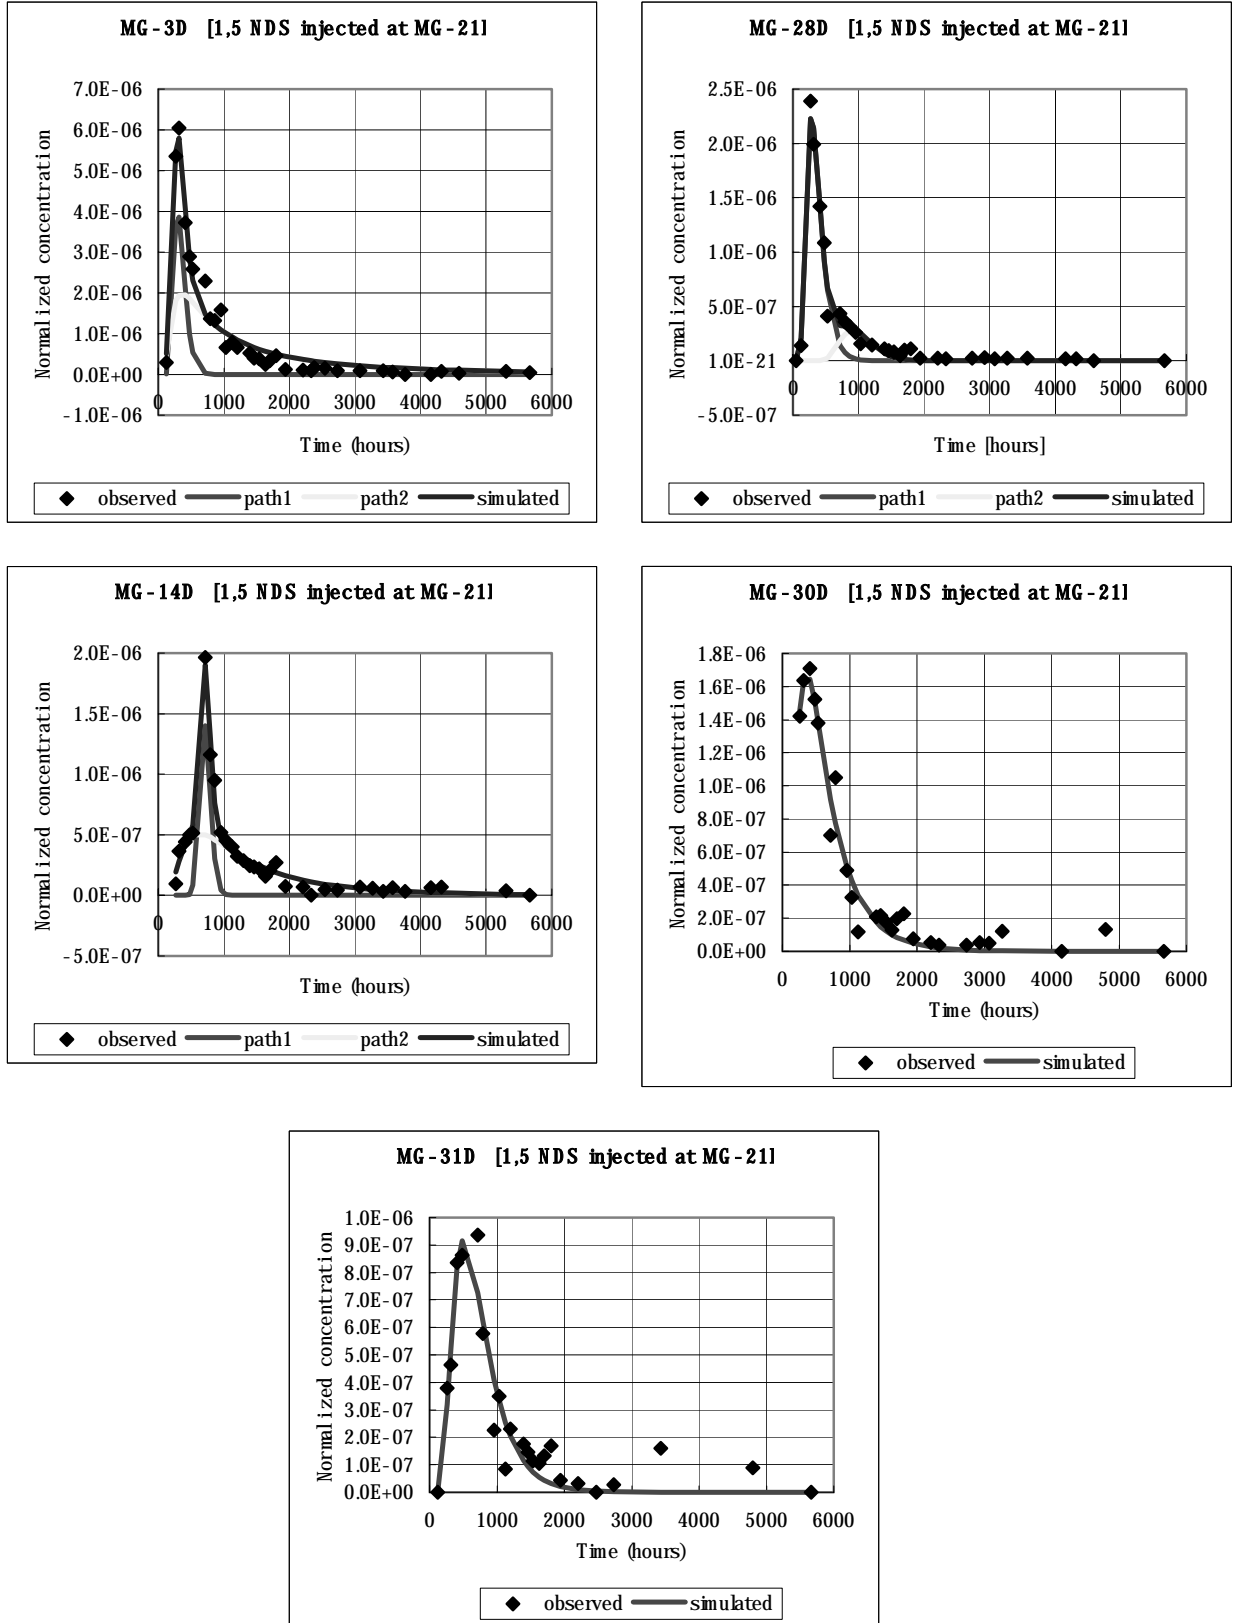 MG-3D [1,5 NDS injected at MG-21]
Normalized concentration
7.0E-06
6.0E-06
5.0E-06
4.0E-06
3.0E-06
2.0E-06
1.0E-06
0.0E+00
-1.0E-06
0 1000 2000 3000 4000 5000 6000
Time (hours)
observed path1 path2 simulated
MG-28D [1,5 NDS injected at MG-21]
Normalized concentration
2.5E-06
2.0E-06
1.5E-06
1.0E-06
5.0E-07
1.0E-21
-5.0E-07
0 1000 2000 3000 4000 5000 6000
Time [hours]
observed path1 path2 simulated
MG-14D [1,5 NDS injected at MG-21]
Normalized concentration
2.0E-06
1.5E-06
1.0E-06
5.0E-07
0.0E+00
-5.0E-07
0 1000 2000 3000 4000 5000 6000
Time (hours)
observed path1 path2 simulated
MG-30D [1,5 NDS injected at MG-21]
Normalized concentration
1.8E-06
1.6E-06
1.4E-06
1.2E-06
1.0E-06
8.0E-07
6.0E-07
4.0E-07
2.0E-07
0.0E+00
0 1000 2000 3000 4000 5000 6000
Time (hours)
observed simulated
MG-31D [1,5 NDS injected at MG-21]
Normalized concentration
1.0E-06
9.0E-07
8.0E-07
7.0E-07
6.0E-07
5.0E-07
4.0E-07
3.0E-07
2.0E-07
1.0E-07
0.0E+00
0 1000 2000 3000 4000 5000 6000
Time (hours)
observed simulated